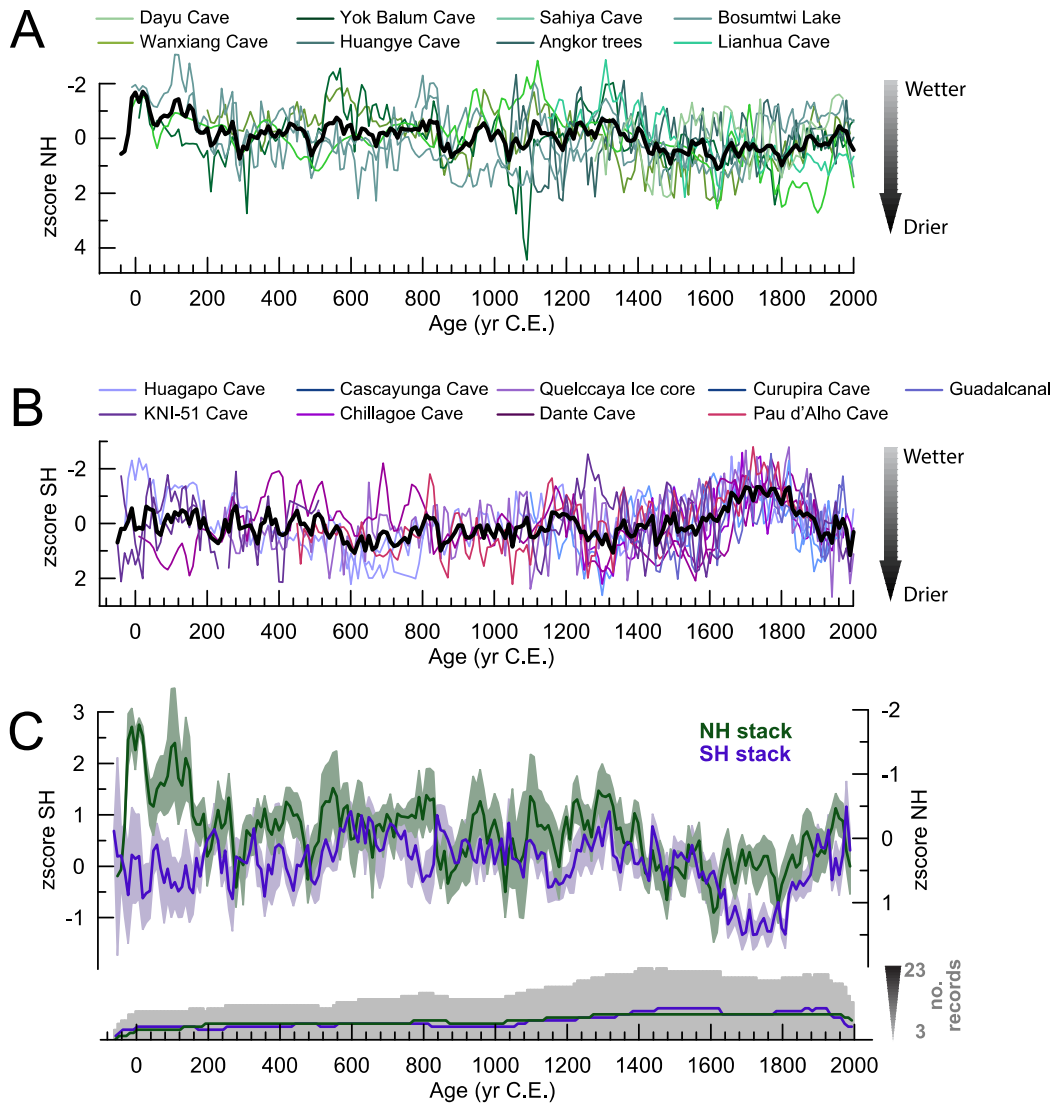 A
Dayu Cave Yok Balum Cave Sahiya Cave Bosumtwi Lake
Wanxiang Cave Huangye Cave Angkor trees Lianhua Cave
zscore NH
-2
0
2
4
0 200 400 600 800 1000 1200 1400 1600 1800 2000
Age (yr C.E.)
Wetter
Drier
B
Huagapo Cave Cascayunga Cave Quelccaya Ice core Curupira Cave Guadalcanal
KNI-51 Cave Chillagoe Cave Dante Cave Pau d'Alho Cave
zscore SH
-2
0
2
0 200 400 600 800 1000 1200 1400 1600 1800 2000
Age (yr C.E.)
Wetter
Drier
C
NH stack
SH stack
zscore SH
3
2
1
0
-1
zscore NH
-2
-1
0
1
23
no.
records
3
0 200 400 600 800 1000 1200 1400 1600 1800 2000
Age (yr C.E.)